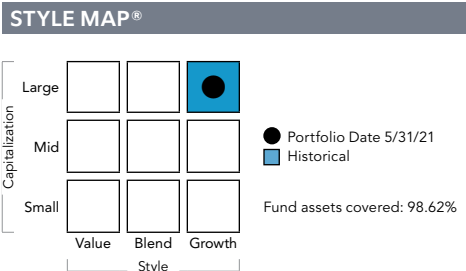 STYLE MAP®
Large
Capitalization
Mid
Small
Value Blend Growth
Style
Portfolio Date 5/31/21
Historical
Fund assets covered: 98.62%